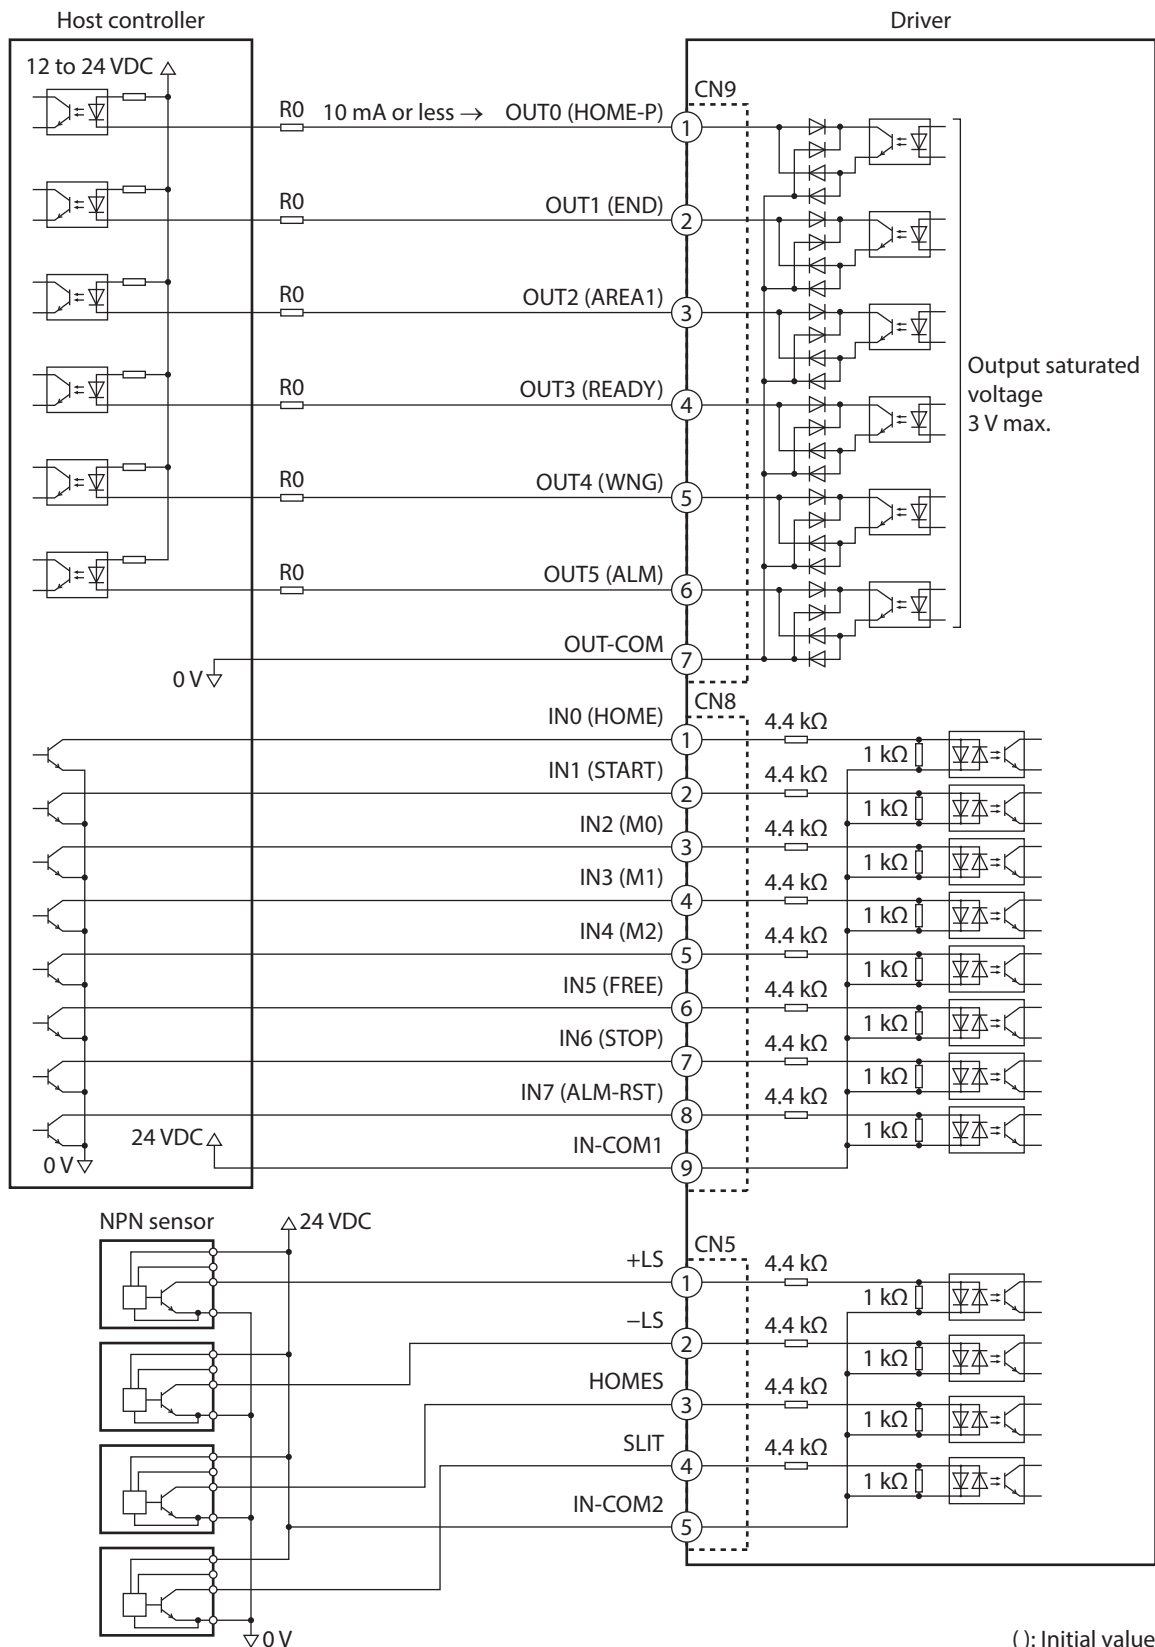 Host controller
Driver
12 to 24 VDC
CN9
R0
10 mA or less →
OUT0 (HOME-P)
1
R0
OUT1 (END)
2
R0
OUT2 (AREA1)
3
Output saturated
voltage
3 V max.
R0
OUT3 (READY)
4
R0
OUT4 (WNG)
5
R0
OUT5 (ALM)
6
OUT-COM
7
0 V
CN8
IN0 (HOME)
1
4.4 kΩ
1 kΩ
IN1 (START)
2
4.4 kΩ
1 kΩ
IN2 (M0)
3
4.4 kΩ
1 kΩ
IN3 (M1)
4
4.4 kΩ
1 kΩ
IN4 (M2)
5
4.4 kΩ
1 kΩ
IN5 (FREE)
6
4.4 kΩ
1 kΩ
IN6 (STOP)
7
4.4 kΩ
1 kΩ
IN7 (ALM-RST)
8
4.4 kΩ
1 kΩ
24 VDC
IN-COM1
9
0 V
NPN sensor
24 VDC
CN5
+LS
1
4.4 kΩ
1 kΩ
−LS
2
4.4 kΩ
1 kΩ
HOMES
3
4.4 kΩ
1 kΩ
SLIT
4
4.4 kΩ
1 kΩ
IN-COM2
5
0 V
( ): Initial value